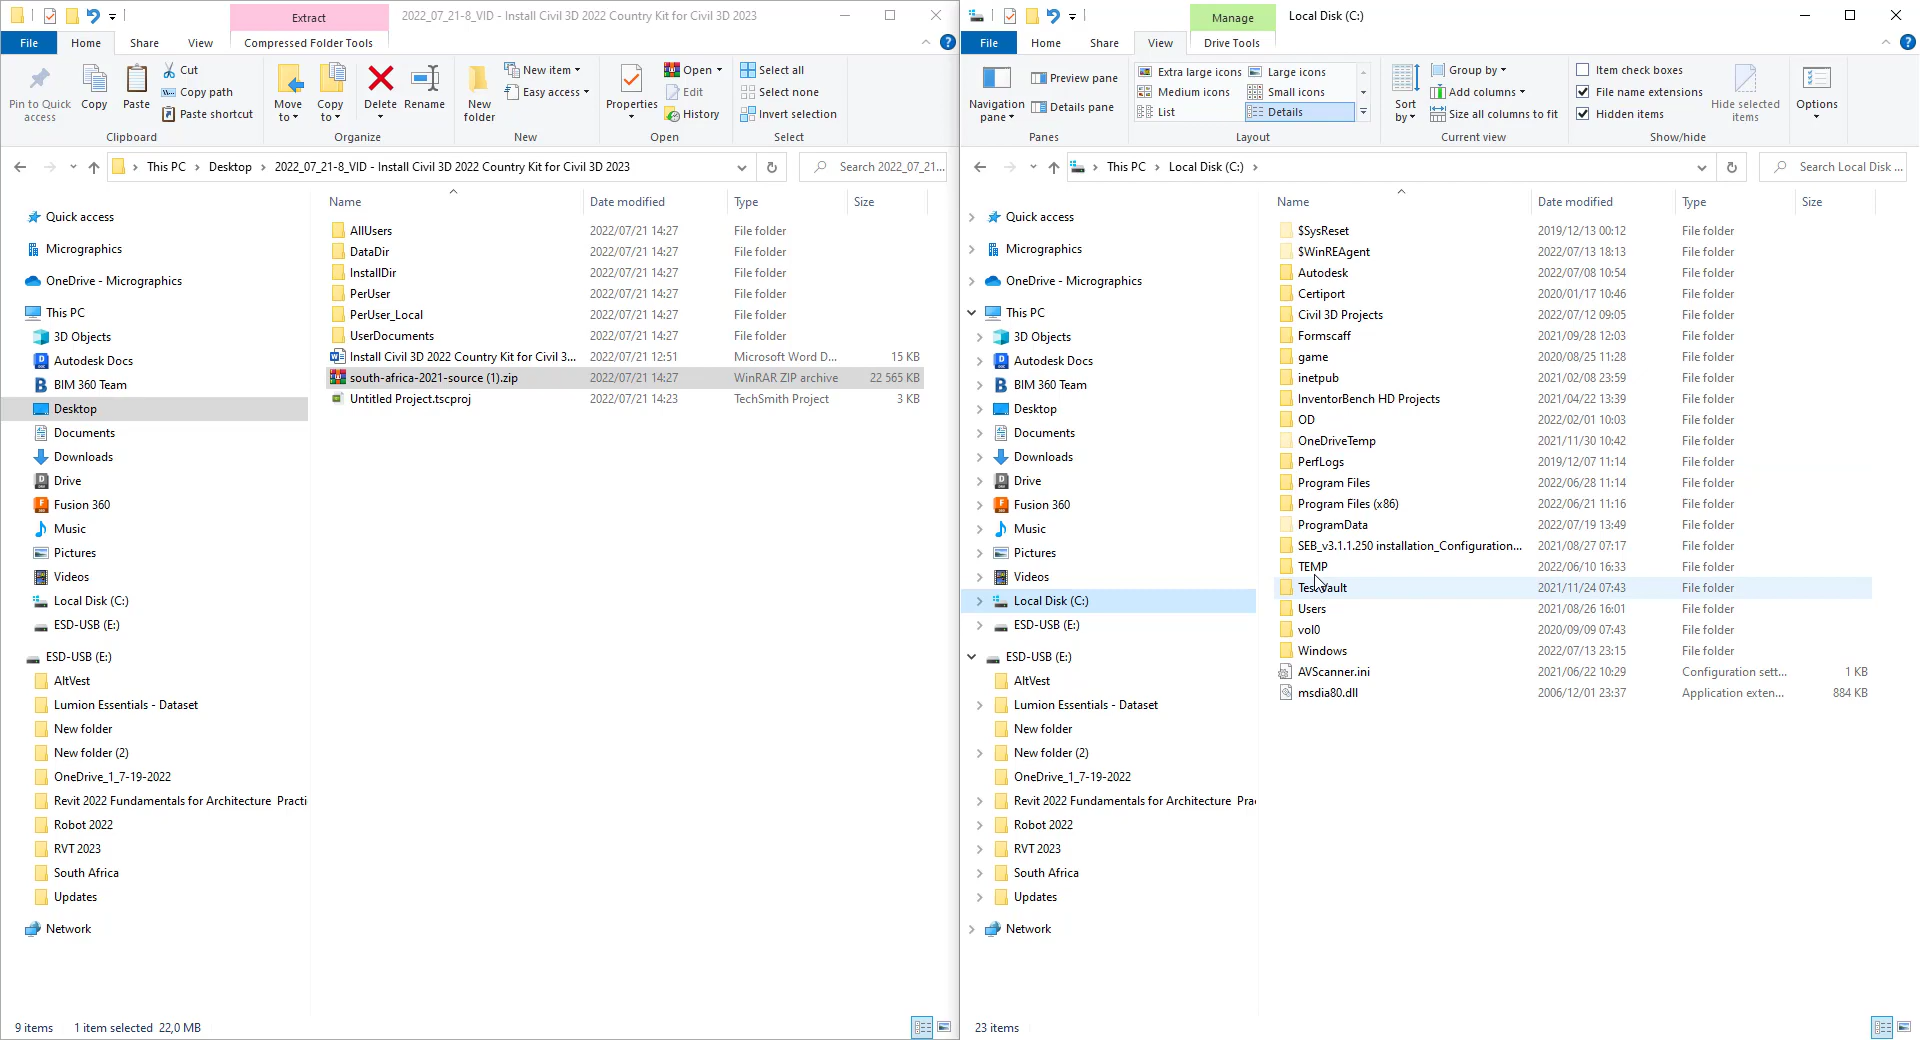 Extract
2022_07_21-8_VID - Install Civil 3D 2022 Country Kit for Civil 3D 2023
File
Home
Share
View
Compressed Folder Tools
Pin to Quick access
Copy
Paste
Cut
Copy path
Paste shortcut
Clipboard
Move to
Copy to
Delete
Rename
Organize
New folder
New item
Easy access
New
Properties
Open
Edit
History
Open
Select all
Select none
Invert selection
Select
This PC
Desktop
2022_07_21-8_VID - Install Civil 3D 2022 Country Kit for Civil 3D 2023
Search 2022_07_21...
Quick access
Micrographics
OneDrive - Micrographics
This PC
3D Objects
Autodesk Docs
BIM 360 Team
Desktop
Documents
Downloads
Drive
Fusion 360
Music
Pictures
Videos
Local Disk (C:)
ESD-USB (E:)
ESD-USB (E:)
AltVest
Lumion Essentials - Dataset
New folder
New folder (2)
OneDrive_1_7-19-2022
Revit 2022 Fundamentals for Architecture Practi
Robot 2022
RVT 2023
South Africa
Updates
Network
Name Date modified Type Size
AllUsers 2022/07/21 14:27 File folder
DataDir 2022/07/21 14:27 File folder
InstallDir 2022/07/21 14:27 File folder
PerUser 2022/07/21 14:27 File folder
PerUser_Local 2022/07/21 14:27 File folder
UserDocuments 2022/07/21 14:27 File folder
Install Civil 3D 2022 Country Kit for Civil 3... 2022/07/21 12:51 Microsoft Word D... 15 KB
south-africa-2021-source (1).zip 2022/07/21 14:27 WinRAR ZIP archive 22 565 KB
Untitled Project.tscproj 2022/07/21 14:23 TechSmith Project 3 KB
9 items 1 item selected 22,0 MB
Manage
Local Disk (C:)
File
Home
Share
View
Drive Tools
Navigation pane
Preview pane
Details pane
Panes
Extra large icons
Large icons
Medium icons
Small icons
List
Details
Layout
Sort by
Group by
Add columns
Size all columns to fit
Current view
Item check boxes
File name extensions
Hidden items
Hide selected items
Show/hide
Options
This PC
Local Disk (C:)
Search Local Disk ...
Quick access
Micrographics
OneDrive - Micrographics
This PC
3D Objects
Autodesk Docs
BIM 360 Team
Desktop
Documents
Downloads
Drive
Fusion 360
Music
Pictures
Videos
Local Disk (C:)
ESD-USB (E:)
ESD-USB (E:)
AltVest
Lumion Essentials - Dataset
New folder
New folder (2)
OneDrive_1_7-19-2022
Revit 2022 Fundamentals for Architecture Pra
Robot 2022
RVT 2023
South Africa
Updates
Network
Name Date modified Type Size
$SysReset 2019/12/13 00:12 File folder
$WinREAgent 2022/07/13 18:13 File folder
Autodesk 2022/07/08 10:54 File folder
Certiport 2020/01/17 10:46 File folder
Civil 3D Projects 2022/07/12 09:05 File folder
Formscaff 2021/09/28 12:03 File folder
game 2020/08/25 11:28 File folder
inetpub 2021/02/08 23:59 File folder
InventorBench HD Projects 2021/04/22 13:39 File folder
OD 2022/02/01 10:03 File folder
OneDriveTemp 2021/11/30 10:42 File folder
PerfLogs 2019/12/07 11:14 File folder
Program Files 2022/06/28 11:14 File folder
Program Files (x86) 2022/06/21 11:16 File folder
ProgramData 2022/07/19 13:49 File folder
SEB_v3.1.1.250 installation_Configuration... 2021/08/27 07:17 File folder
TEMP 2022/06/10 16:33 File folder
2021/11/24 07:43 File folder
Users 2021/08/26 16:01 File folder
vol0 2020/09/09 07:43 File folder
Windows 2022/07/13 23:15 File folder
AVScanner.ini 2021/06/22 10:29 Configuration sett... 1 KB
msdia80.dll 2006/12/01 23:37 Application exten... 884 KB
23 items